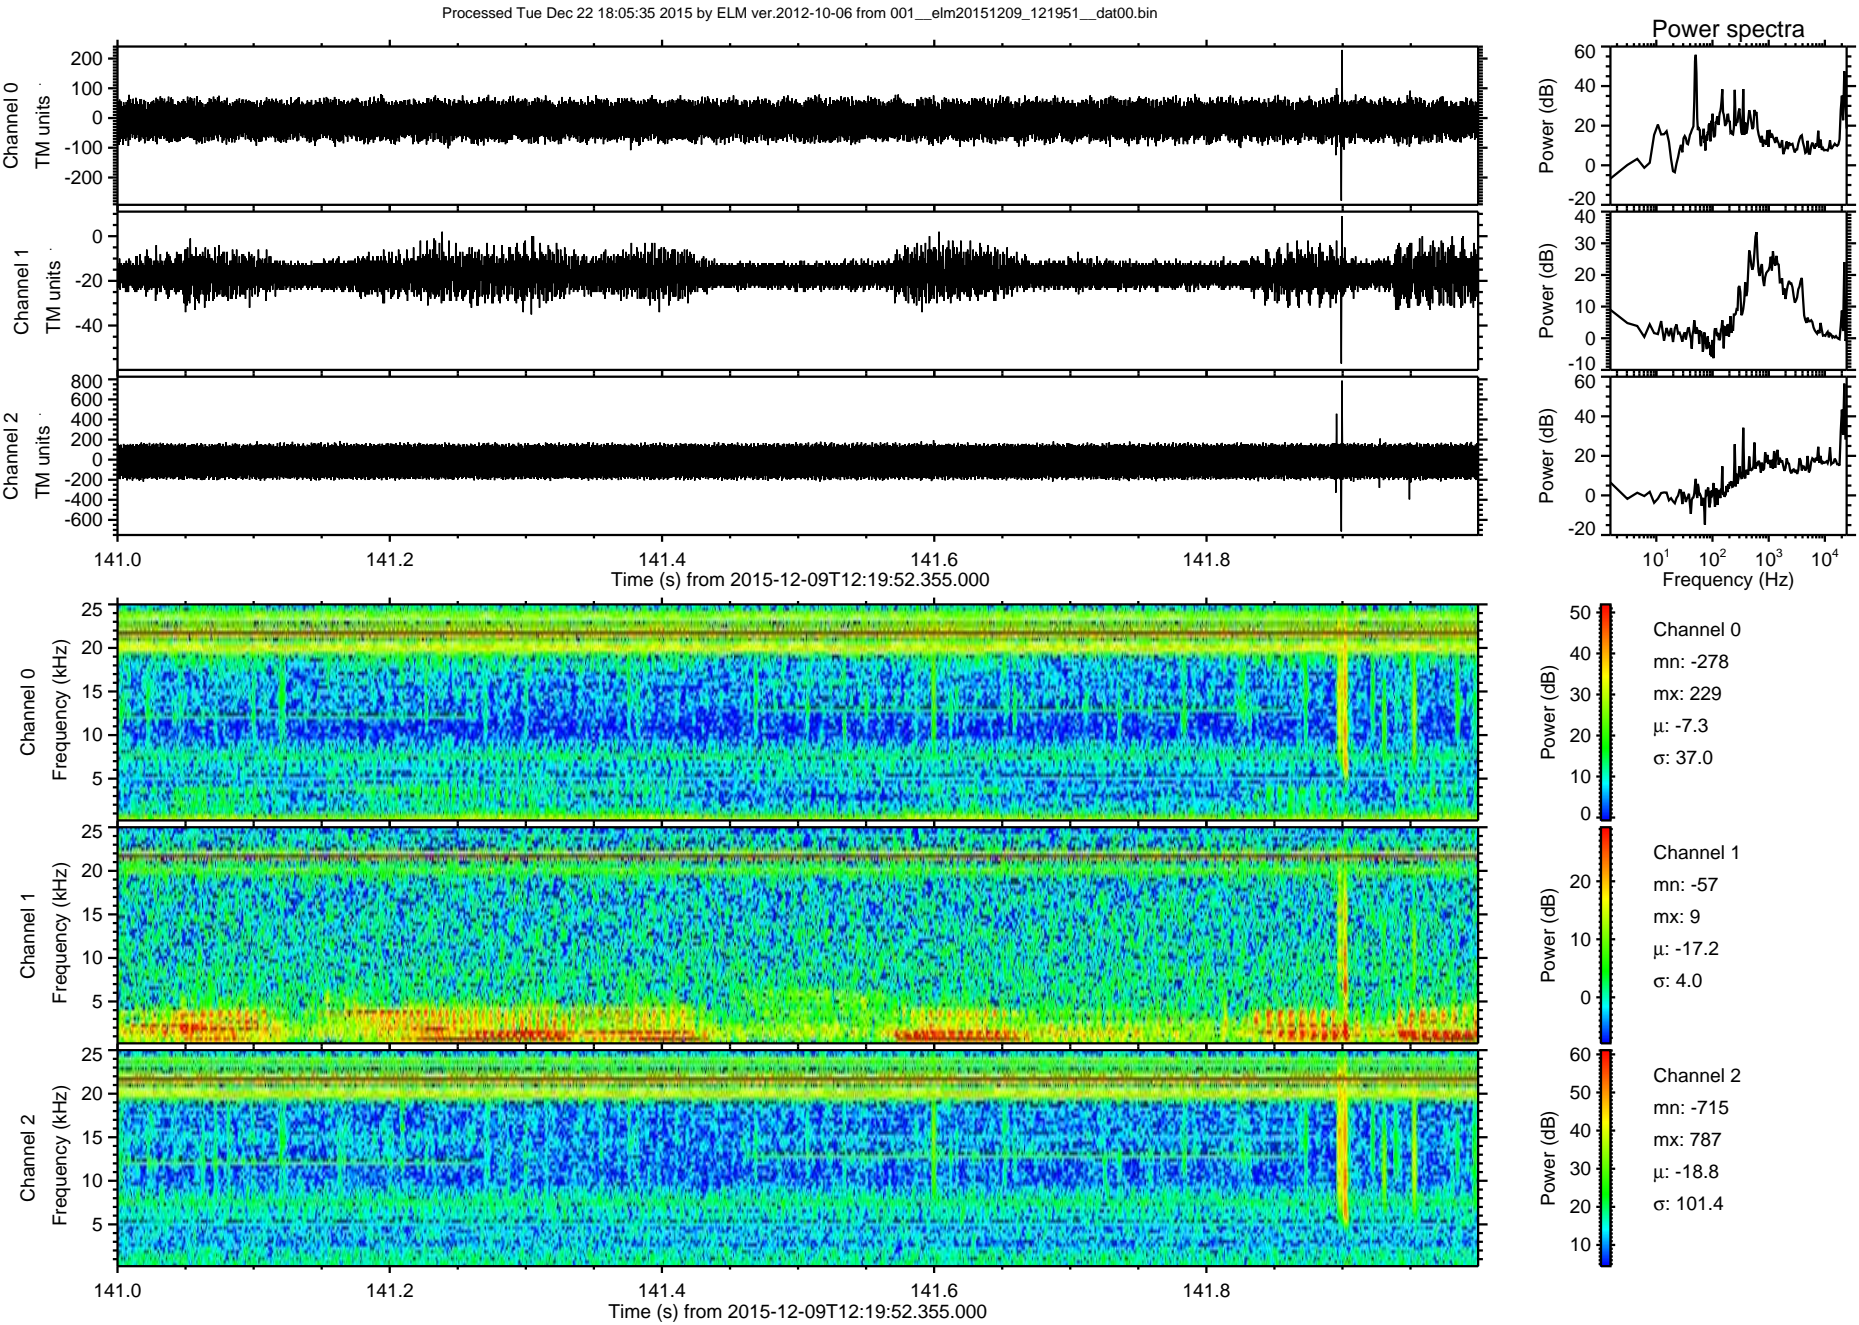 Processed Tue Dec 22 18:05:35 2015 by ELM ver.2012-10-06 from 001__elm20151209_121951__dat00.bin
Power spectra
Channel 0
TM units
200
100
0
-100
-200
Power (dB)
60
40
20
0
-20
Channel 1
TM units
0
-20
-40
Power (dB)
40
30
20
10
0
-10
Channel 2
TM units
800
600
400
200
0
-200
-400
-600
Power (dB)
60
40
20
0
-20
141.0 141.2 141.4 141.6 141.8
Time (s) from 2015-12-09T12:19:52.355.000
10^1 10^2 10^3 10^4
Frequency (Hz)
Channel 0
Frequency (kHz)
25
20
15
10
5
Power (dB)
50
40
30
20
10
0
Channel 0
mn: -278
mx: 229
μ: -7.3
σ: 37.0
Channel 1
Frequency (kHz)
25
20
15
10
5
Power (dB)
20
10
0
Channel 1
mn: -57
mx: 9
μ: -17.2
σ: 4.0
Channel 2
Frequency (kHz)
25
20
15
10
5
Power (dB)
60
50
40
30
20
10
Channel 2
mn: -715
mx: 787
μ: -18.8
σ: 101.4
141.0 141.2 141.4 141.6 141.8
Time (s) from 2015-12-09T12:19:52.355.000